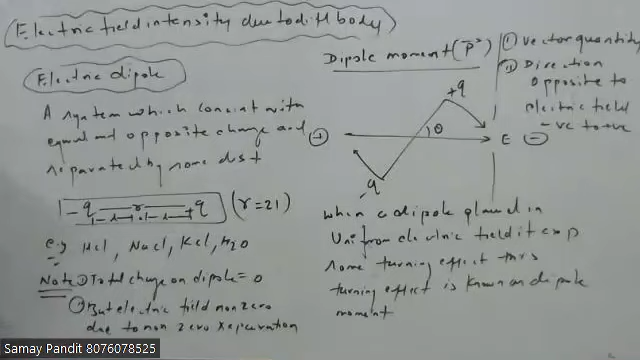 Electric field intensity due to diff body
Electric dipole
A system which concist with
equal and opposite charge and
separated by some dist
-q r +q (r=2l)
e.g HCl, NaCl, KCl, H2O
Note ① Total charge on dipole = 0
But electric field non zero
due to non zero separation
Dipole moment (P)
+q
θ
+
E −
-q
When a dipole placed in
Uniform electric field it exp
some turning effect this
turning effect is known as dipole
moment
① Vector quantity
② Direction
opposite to
electric field
-ve to +ve
Samay Pandit 8076078525